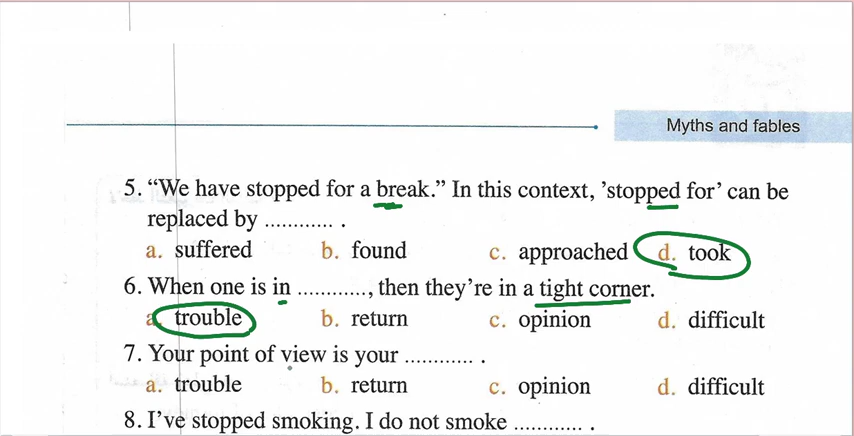 Myths and fables
5. “We have stopped for a break.” In this context, ’stopped for’ can be
replaced by ............ .
a. suffered b. found c. approached d. took
6. When one is in ............, then they’re in a tight corner.
a. trouble b. return c. opinion d. difficult
7. Your point of view is your ............ .
a. trouble b. return c. opinion d. difficult
8. I’ve stopped smoking. I do not smoke ............ .